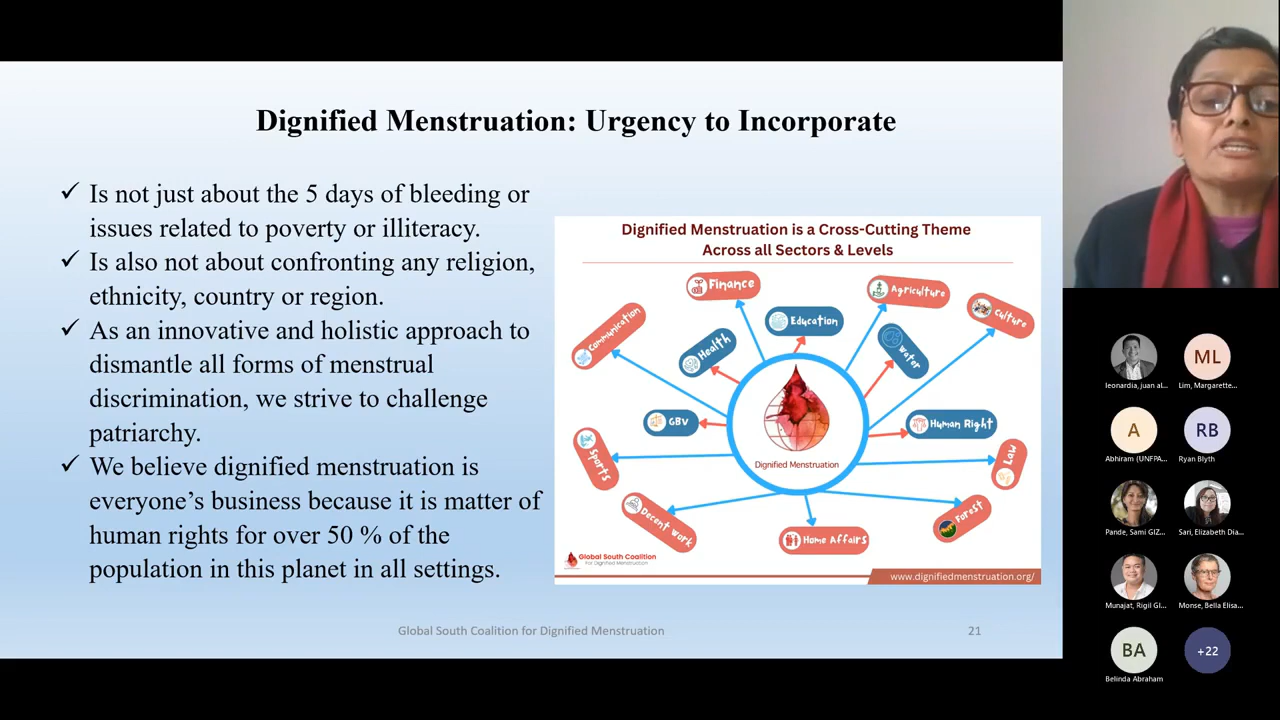 Dignified Menstruation: Urgency to Incorporate
✓ Is not just about the 5 days of bleeding or
issues related to poverty or illiteracy.
✓ Is also not about confronting any religion,
ethnicity, country or region.
✓ As an innovative and holistic approach to
dismantle all forms of menstrual
discrimination, we strive to challenge
patriarchy.
✓ We believe dignified menstruation is
everyone's business because it is matter of
human rights for over 50 % of the
population in this planet in all settings.
Dignified Menstruation is a Cross-Cutting Theme
Across all Sectors & Levels
Finance
Agriculture
Communication
Education
Culture
Health
Water
GBV
Human Right
Sports
Law
Dignified Menstruation
Decent work
Forest
Home Affairs
Global South Coalition
For Dignified Menstruation
www.dignifiedmenstruation.org/
Global South Coalition for Dignified Menstruation
21
leonardia, juan al...
ML
Lim, Margarette...
A
Abhiram (UNFPA...
RB
Ryan Blyth
Pande, Sami GIZ...
Sari, Elizabeth Dia...
Munajat, Rigil GI...
Monse, Bella Elisa...
BA
Belinda Abraham
+22